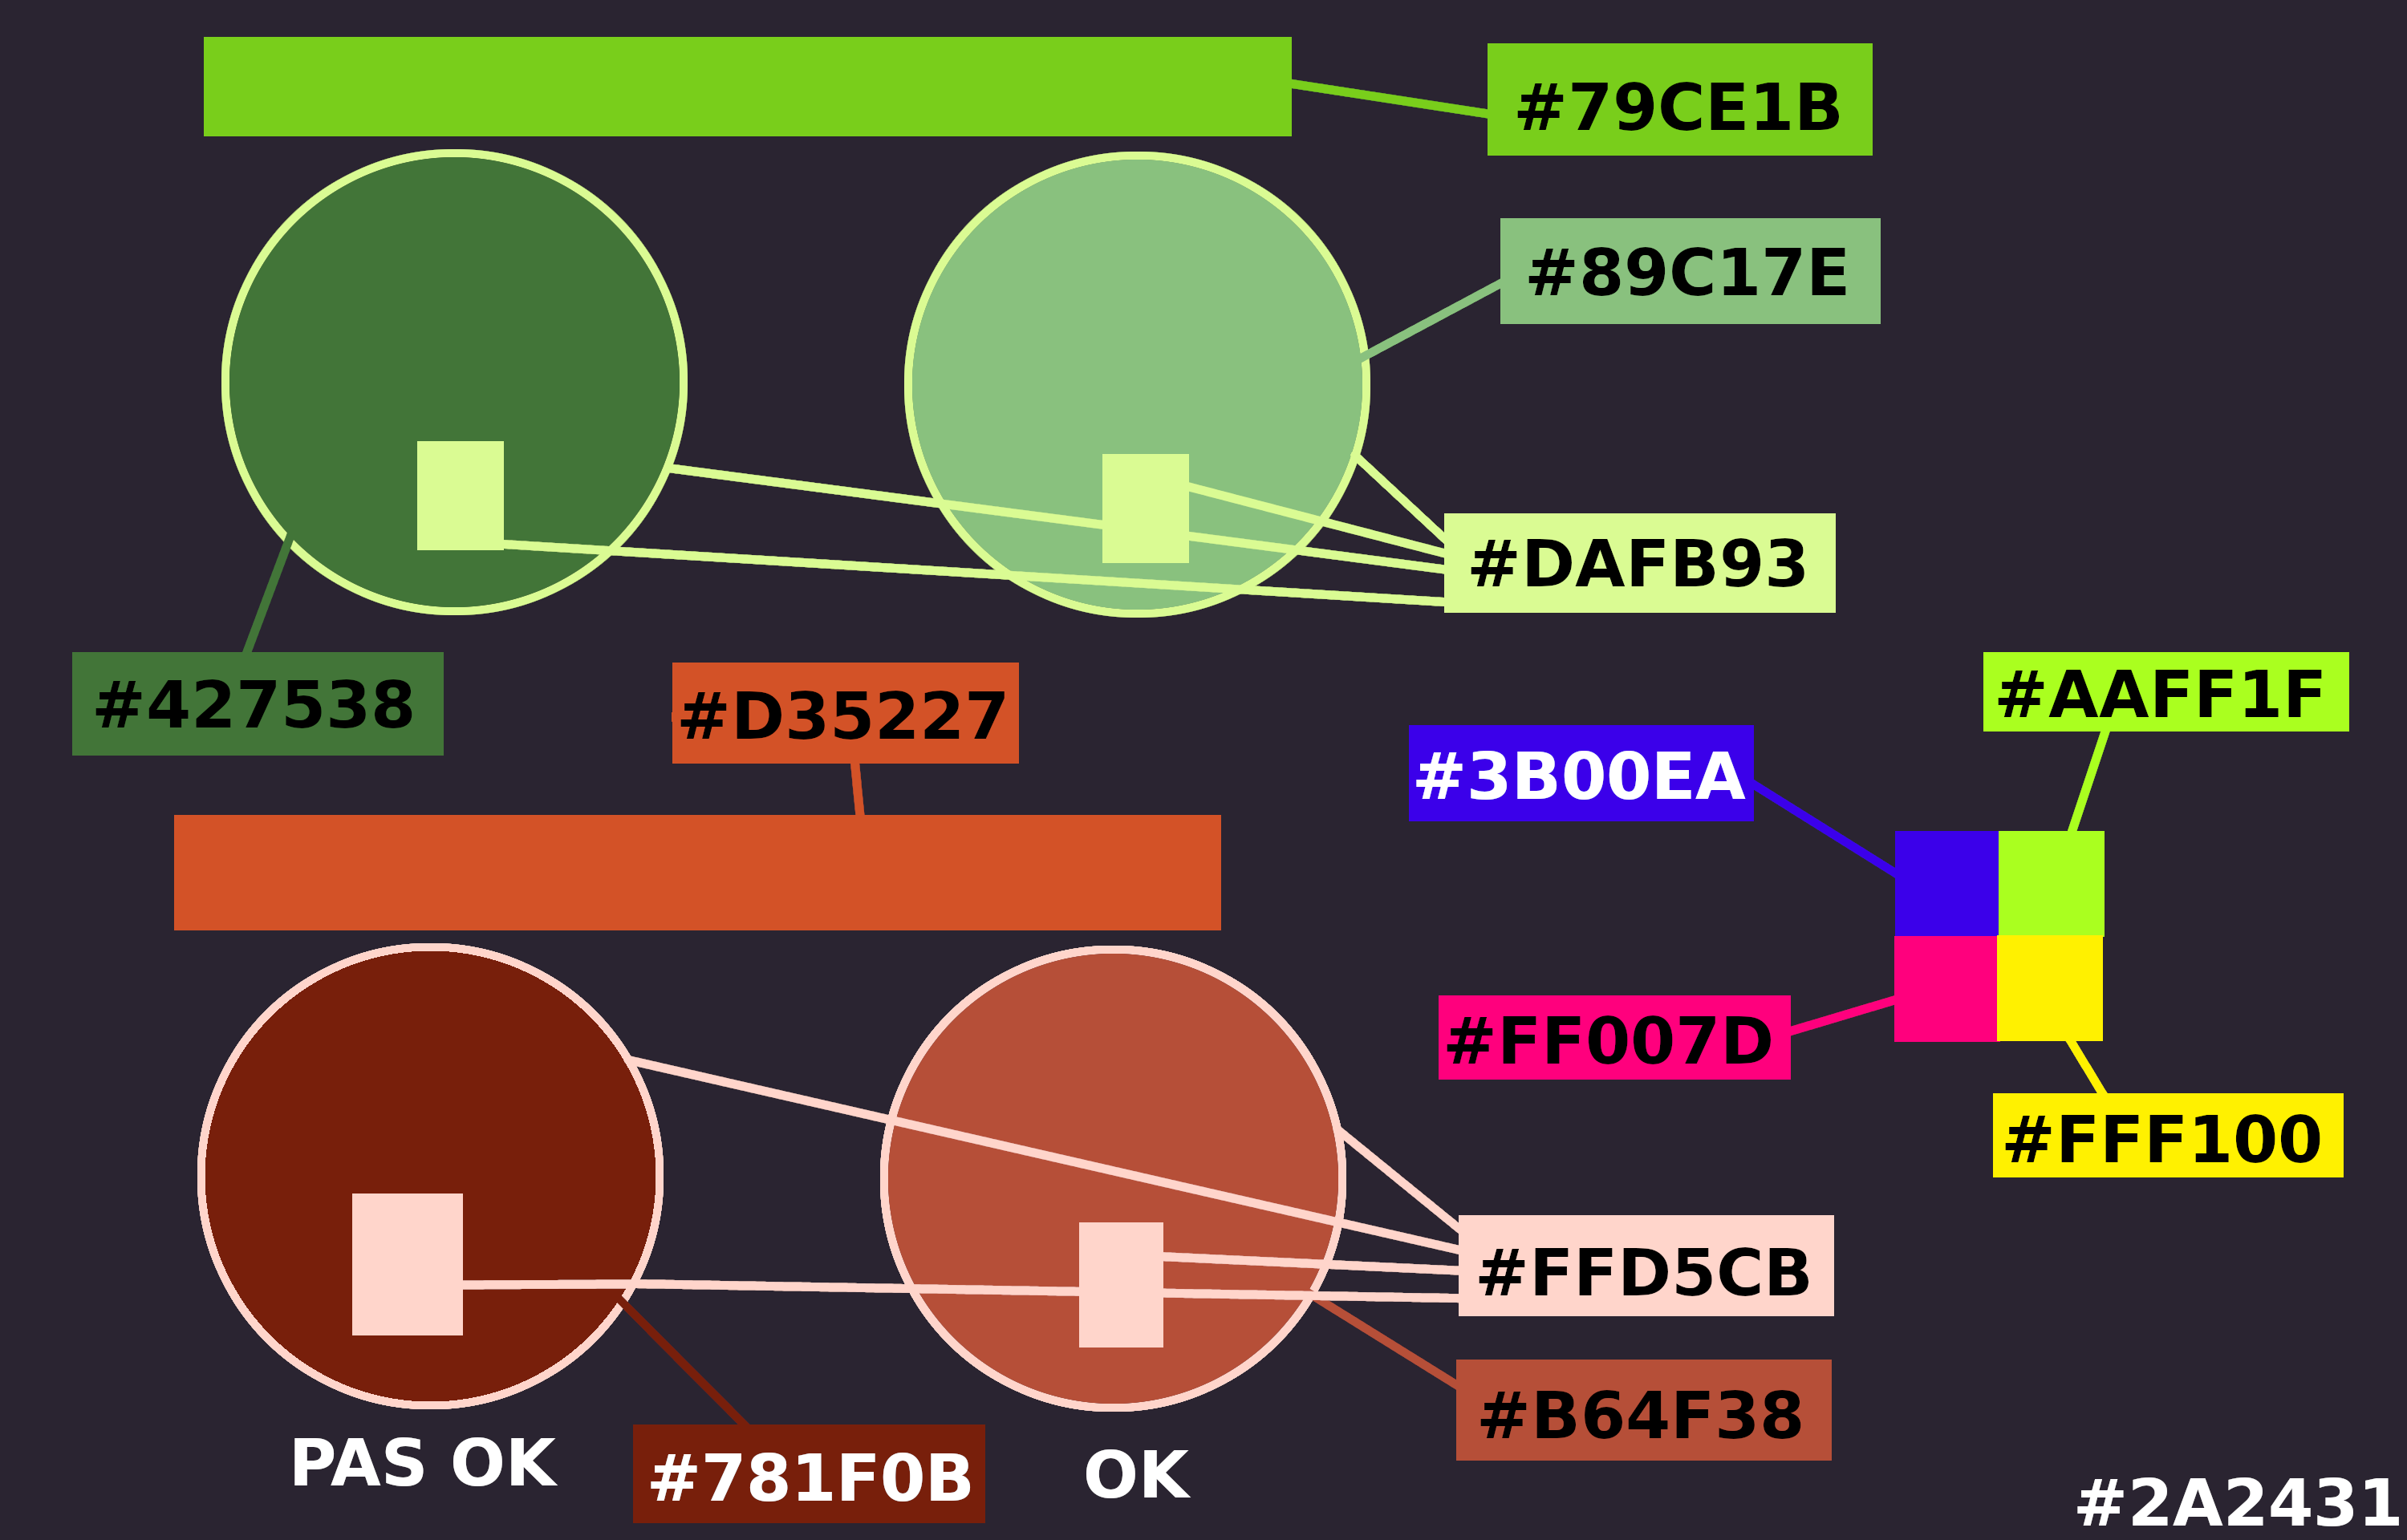 #79CE1B
#89C17E
#DAFB93
#427538
#D35227
#AAFF1F
#3B00EA
#FF007D
#FFF100
#FFD5CB
#B64F38
PAS OK
#781F0B
OK
#2A2431